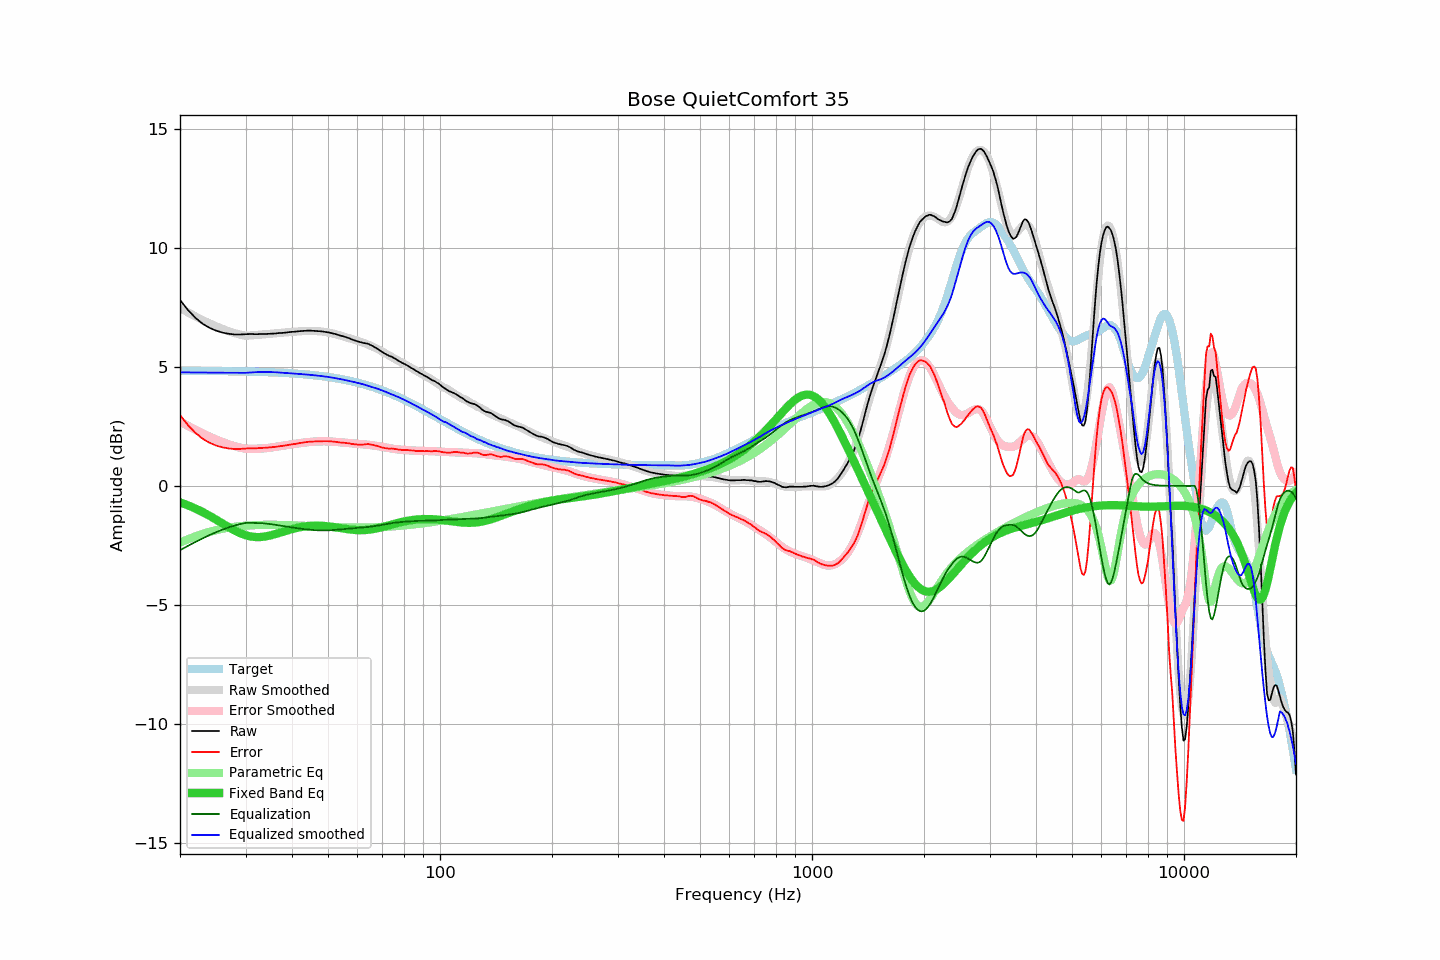 Bose QuietComfort 35
15
10
5
0
−5
−10
−15
Amplitude (dBr)
Target
Raw Smoothed
Error Smoothed
Raw
Error
Parametric Eq
Fixed Band Eq
Equalization
Equalized smoothed
100
1000
10000
Frequency (Hz)